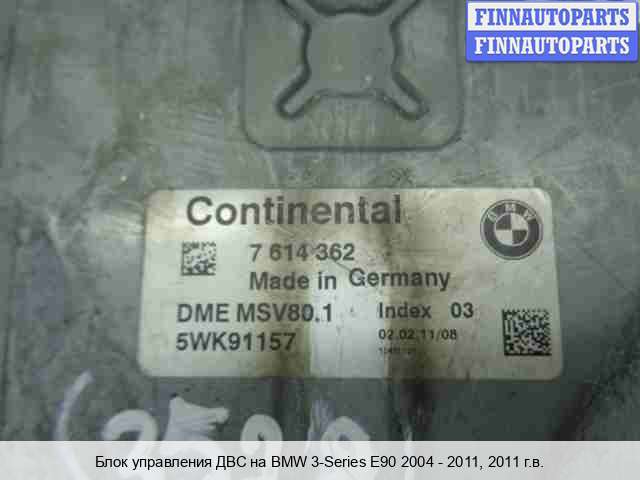 FINNAUTOPARTS
FINNAUTOPARTS
Continental
BMW
7 614 362
Made in Germany
DME MSV80.1 Index 03
5WK91157 02.02.11/08
Блок управления ДВС на BMW 3-Series E90 2004 - 2011, 2011 г.в.